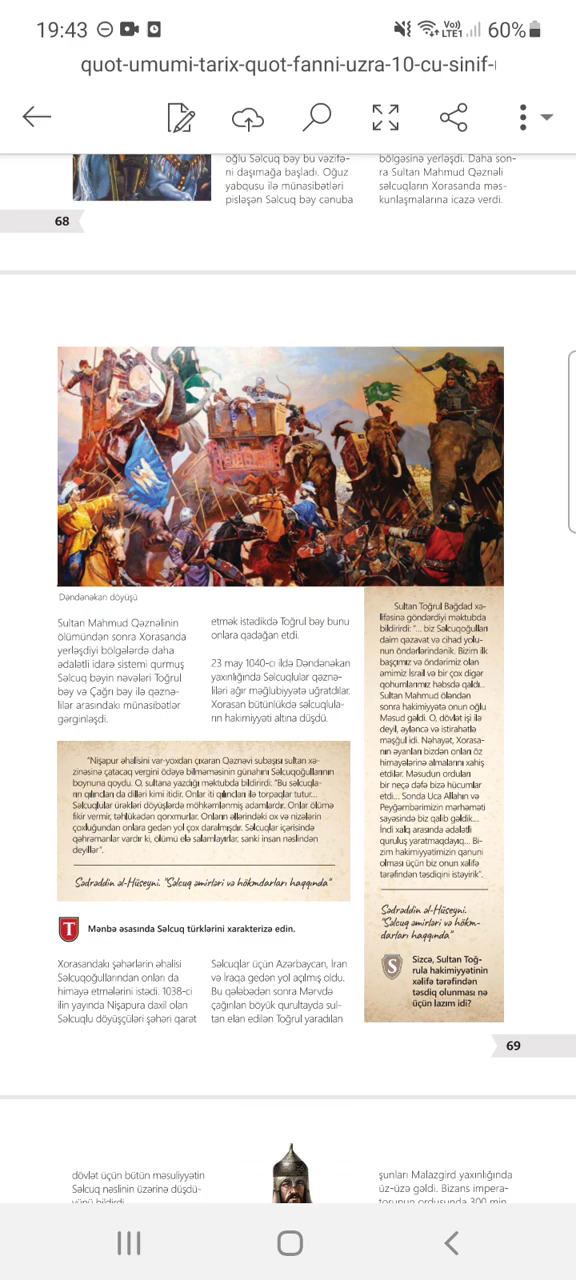 19:43
Vo))
LTE1
60%
quot-umumi-tarix-quot-fanni-uzra-10-cu-sinif-
oğlu Səlcuq bəy bu vəzifə-
ni daşımağa başladı. Oğuz
yabqusu ilə münasibətləri
pisləşən Səlcuq bəy cənuba
bölgəsinə yerləşdi. Daha son-
ra Sultan Mahmud Qəznəli
səlcuqların Xorasanda məs-
kunlaşmalarına icazə verdi.
68
Dəndənəkan döyüşü
Sultan Mahmud Qəznəlinin
ölümündən sonra Xorasanda
yerləşdiyi bölgələrdə daha
ədalətli idarə sistemi qurmuş
Səlcuq bəyin nəvələri Toğrul
bəy və Çağrı bəy ilə qəznə-
lilər arasındakı münasibətlər
gərginləşdi.
etmək istədikdə Toğrul bəy bunu
onlara qadağan etdi.
23 may 1040-cı ildə Dəndənəkan
yaxınlığında Səlcuqlular qəznə-
liləri ağır məğlubiyyətə uğratdılar.
Xorasan bütünlükdə səlcuqlula-
rın hakimiyyəti altına düşdü.
"Nişapur əhalisini var-yoxdan çıxaran Qəznəvi subaşısı sultan xə-
zinəsinə çatacaq vergini ödəyə bilməməsinin günahını Səlcuqoğullarının
boynuna qoydu. O, sultana yazdığı məktubda bildirdi: "Bu səlcuqla-
rın qılıncları da dilləri kimi itidir. Onlar iti qılıncları ilə torpaqlar tutur...
Səlcuqlular ürəkləri döyüşlərdə möhkəmlənmiş adamlardır. Onlar ölümə
fikir vermir, təhlükədən qorxmurlar. Onların əllərindəki ox və nizələrin
çoxluğundan onlara gedən yol çox daralmışdır. Səlcuqlar içərisində
qəhrəmanlar vardır ki, ölümü elə salamlayırlar, sanki insan nəslindən
deyillər".
Sədrəddin əl-Hüseyni. "Səlcuq əmirləri və hökmdarları haqqında"
T Mənbə əsasında Səlcuq türklərini xarakterizə edin.
Xorasandakı şəhərlərin əhalisi
Səlcuqoğullarından onları da
himayə etmələrini istədi. 1038-ci
ilin yayında Nişapura daxil olan
Səlcuqlu döyüşçüləri şəhəri qarət
Səlcuqlar üçün Azərbaycan, İran
və İraqa gedən yol açılmış oldu.
Bu qələbədən sonra Mərvdə
çağırılan böyük qurultayda sul-
tan elan edilən Toğrul yaradılan
Sultan Toğrul Bağdad xə-
lifəsinə göndərdiyi məktubda
bildirirdi: "... biz Səlcuqoğulları
daim qəzavat və cihad yolu-
nun öndərlərindənik. Bizim ilk
başçımız və öndərimiz olan
əmimiz İsrail və bir çox digər
qohumlarımız həbsdə qaldı...
Sultan Mahmud öləndən
sonra hakimiyyətə onun oğlu
Məsud gəldi. O, dövlət işi ilə
deyil, əyləncə və istirahətlə
məşğul idi. Nəhayət, Xorasa-
nın əyanları bizdən onları öz
himayələrinə almalarını xahiş
etdilər. Məsudun orduları
bir neçə dəfə bizə hücumlar
etdi... Sonda Uca Allahın və
Peyğəmbərimizin mərhəməti
sayəsində biz qalib gəldik...
İndi xalq arasında ədalətli
quruluş yaratmaqdayıq... Bi-
zim hakimiyyətimizin qanuni
olması üçün biz onun xəlifə
tərəfindən təsdiqini istəyirik".
Sədrəddin əl-Hüseyni.
"Səlcuq əmirləri və hökm-
darları haqqında"
S Sizcə, Sultan Toğ-
rula hakimiyyətinin
xəlifə tərəfindən
təsdiq olunması nə
üçün lazım idi?
69
dövlət üçün bütün məsuliyyətin
Səlcuq nəslinin üzərinə düşdü-
yünü bildirdi
şunları Malazgird yaxınlığında
üz-üzə gəldi. Bizans impera-
torunun ordusunda 300 min